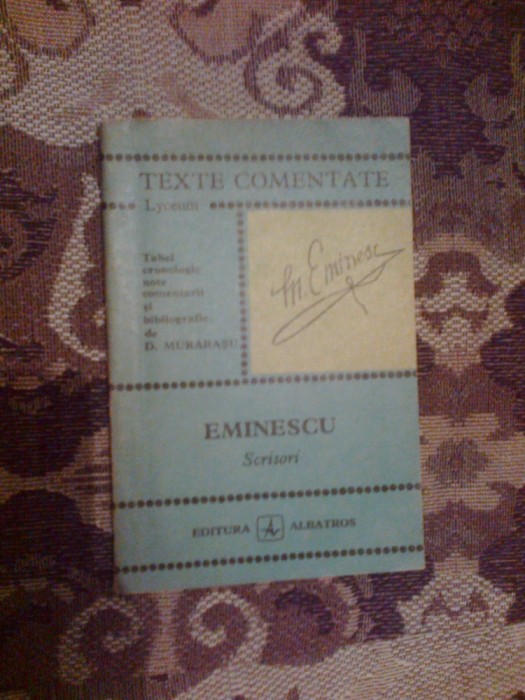 TEXTE COMENTATE
Lyceum
Tabel
cronologic
note
comentarii
și
bibliografie
de
D. MURĂRAȘU
M. Eminescu
EMINESCU
Scrisori
EDITURA ALBATROS